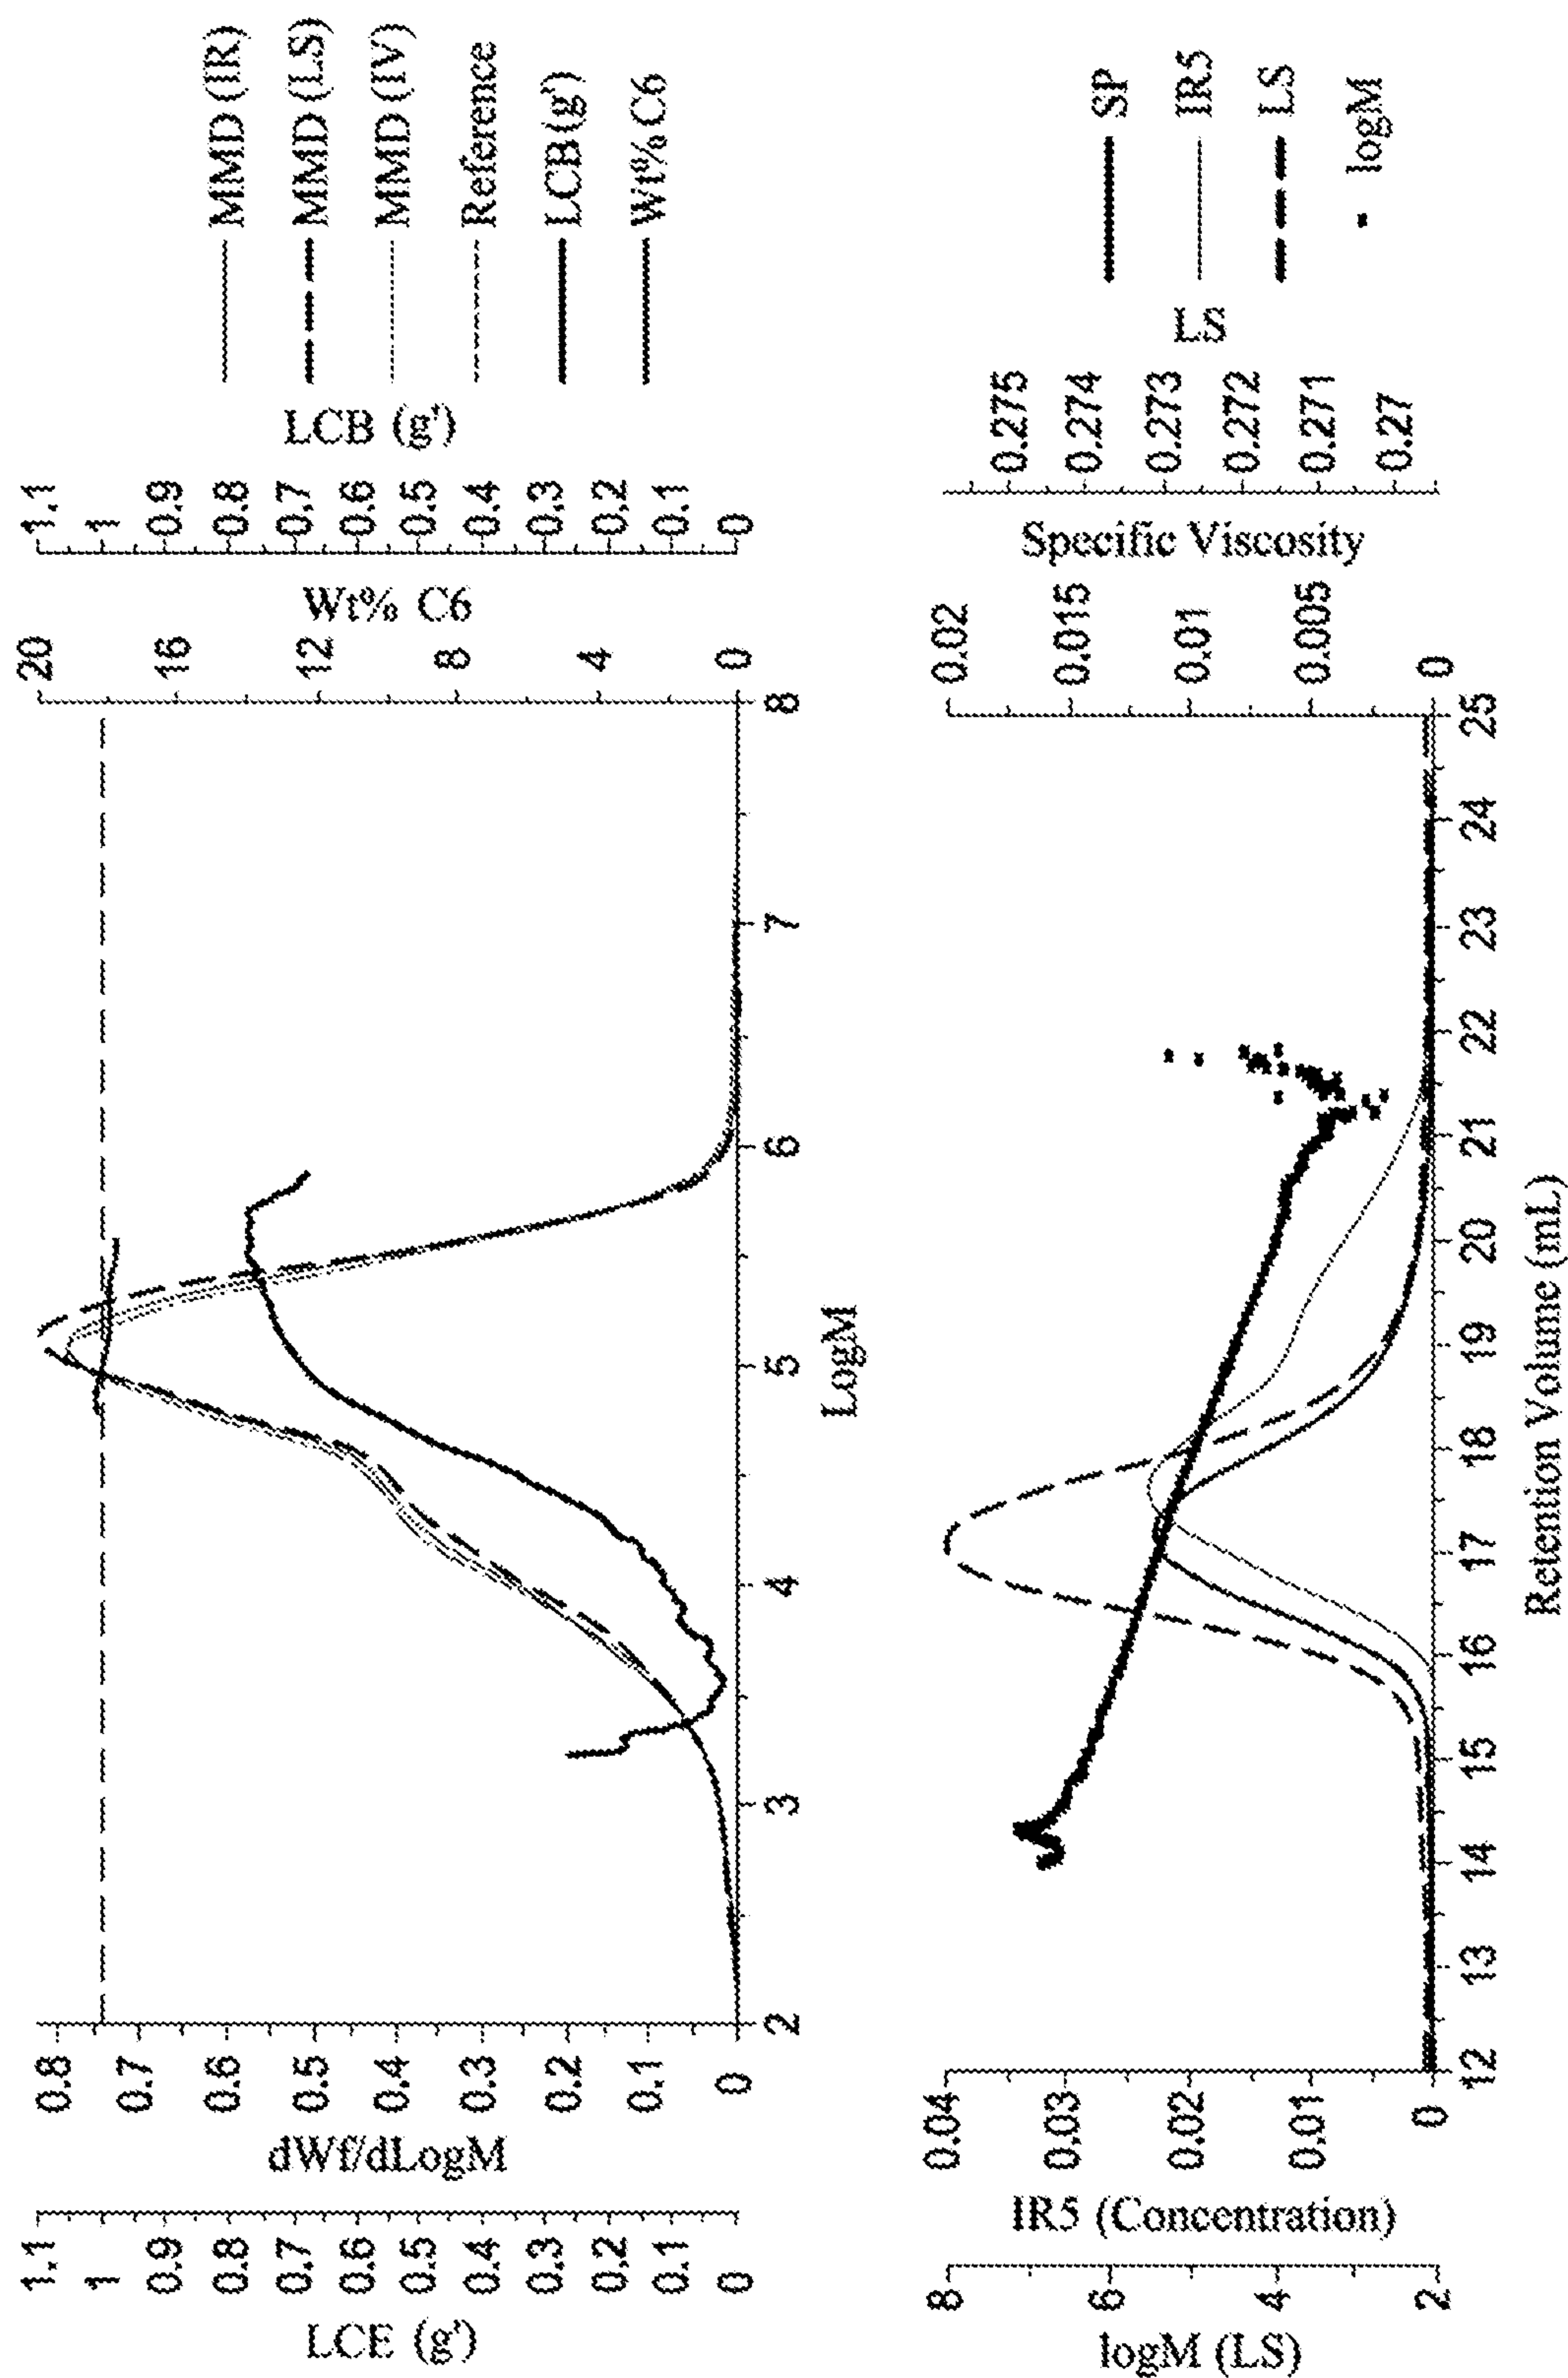 LCE (g')
1.1
1
0.9
0.8
0.7
0.6
0.5
0.4
0.3
0.2
0.1
0
dWf/dLogM
0.8
0.7
0.6
0.5
0.4
0.3
0.2
0.1
0
2 3 4 5 6 7 8
LogM
Wt% C6
20
16
12
8
4
0
LCB (g')
1.1
1
0.9
0.8
0.7
0.6
0.5
0.4
0.3
0.2
0.1
0
MMD (IR)
MMD (LS)
MMD (IV)
Reference
LCB (g')
Wt% C6
logM (LS)
8
6
4
2
IR5 (Concentration)
0.04
0.03
0.02
0.01
0
12 13 14 15 16 17 18 19 20 21 22 23 24 25
Retention Volume (mL)
Specific Viscosity
0.02
0.015
0.01
0.005
0
LS
0.275
0.274
0.273
0.272
0.271
0.27
SP
IR5
LS
logM